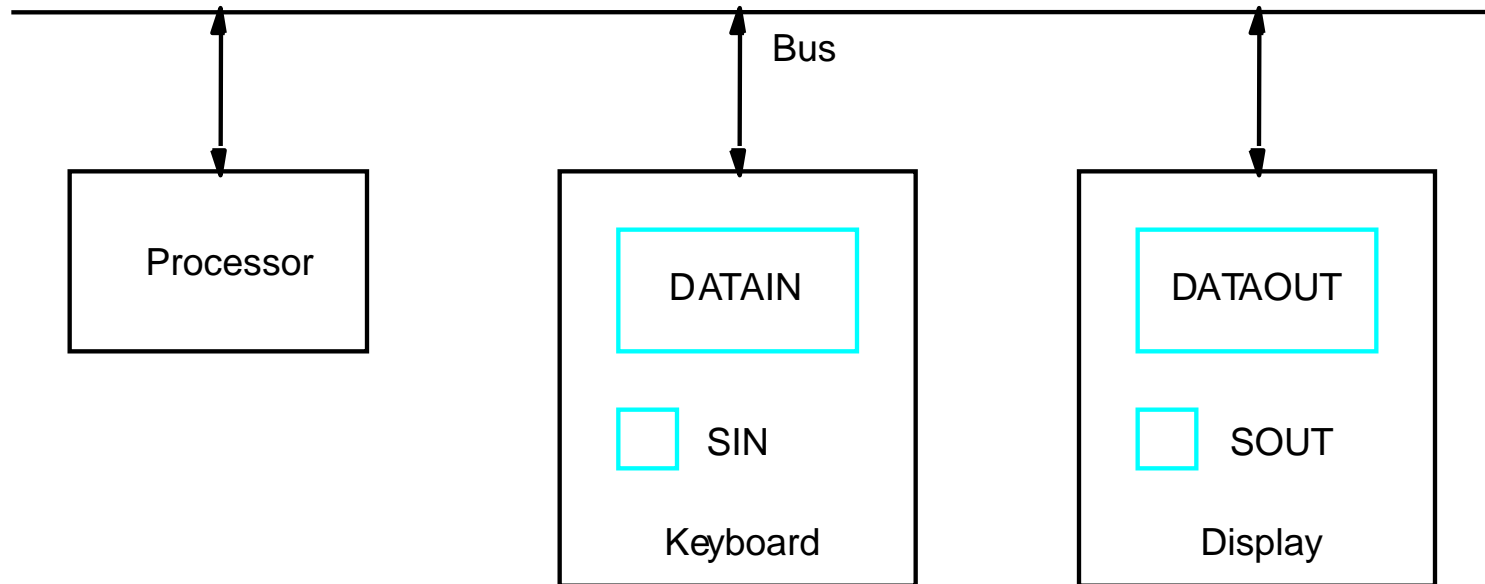 Bus
Processor
DATAIN
DATAOUT
SIN
SOUT
Keyboard
Display